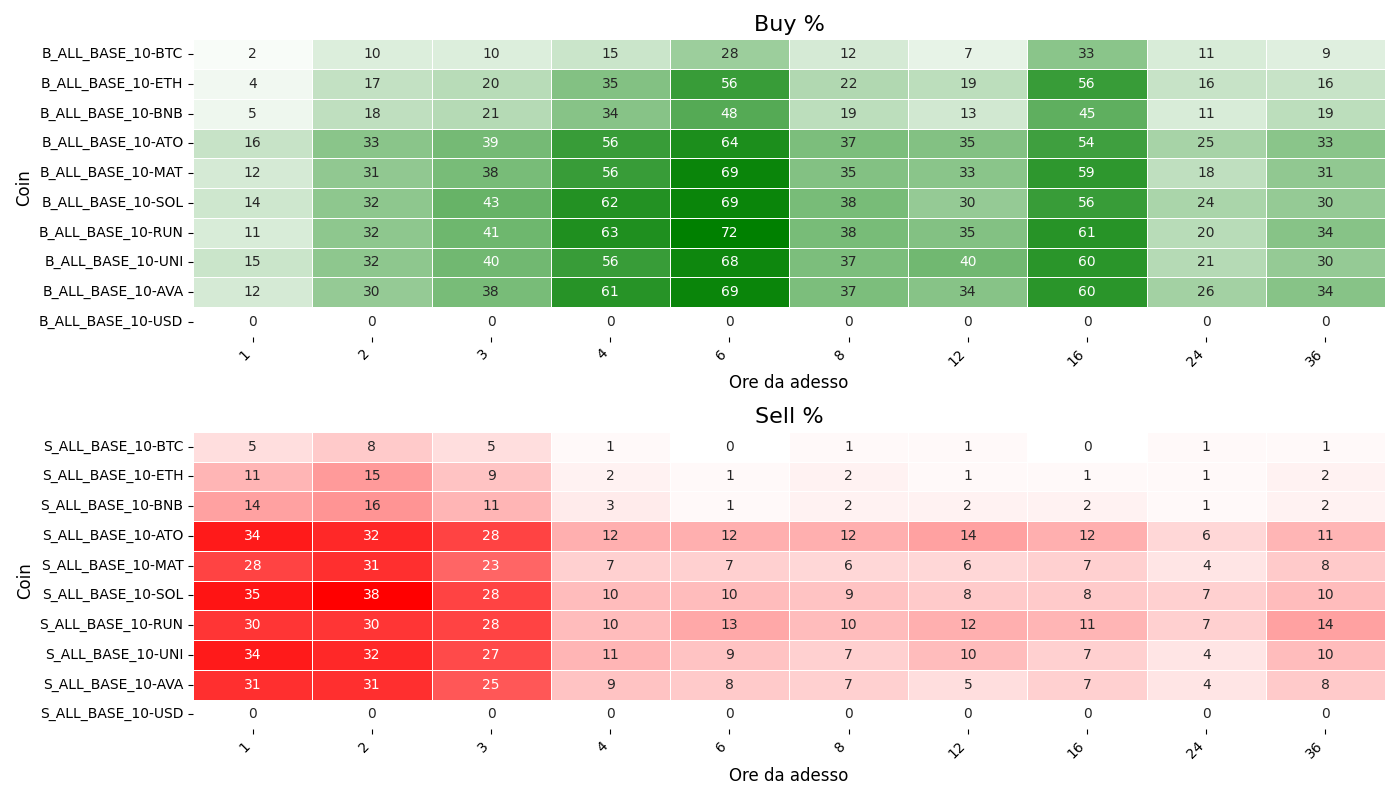 Buy %
Coin
B_ALL_BASE_10-BTC 2 10 10 15 28 12 7 33 11 9
B_ALL_BASE_10-ETH 4 17 20 35 56 22 19 56 16 16
B_ALL_BASE_10-BNB 5 18 21 34 48 19 13 45 11 19
B_ALL_BASE_10-ATO 16 33 39 56 64 37 35 54 25 33
B_ALL_BASE_10-MAT 12 31 38 56 69 35 33 59 18 31
B_ALL_BASE_10-SOL 14 32 43 62 69 38 30 56 24 30
B_ALL_BASE_10-RUN 11 32 41 63 72 38 35 61 20 34
B_ALL_BASE_10-UNI 15 32 40 56 68 37 40 60 21 30
B_ALL_BASE_10-AVA 12 30 38 61 69 37 34 60 26 34
B_ALL_BASE_10-USD 0 0 0 0 0 0 0 0 0 0
1 2 3 4 6 8 12 16 24 36
Ore da adesso
Sell %
Coin
S_ALL_BASE_10-BTC 5 8 5 1 0 1 1 0 1 1
S_ALL_BASE_10-ETH 11 15 9 2 1 2 1 1 1 2
S_ALL_BASE_10-BNB 14 16 11 3 1 2 2 2 1 2
S_ALL_BASE_10-ATO 34 32 28 12 12 12 14 12 6 11
S_ALL_BASE_10-MAT 28 31 23 7 7 6 6 7 4 8
S_ALL_BASE_10-SOL 35 38 28 10 10 9 8 8 7 10
S_ALL_BASE_10-RUN 30 30 28 10 13 10 12 11 7 14
S_ALL_BASE_10-UNI 34 32 27 11 9 7 10 7 4 10
S_ALL_BASE_10-AVA 31 31 25 9 8 7 5 7 4 8
S_ALL_BASE_10-USD 0 0 0 0 0 0 0 0 0 0
1 2 3 4 6 8 12 16 24 36
Ore da adesso